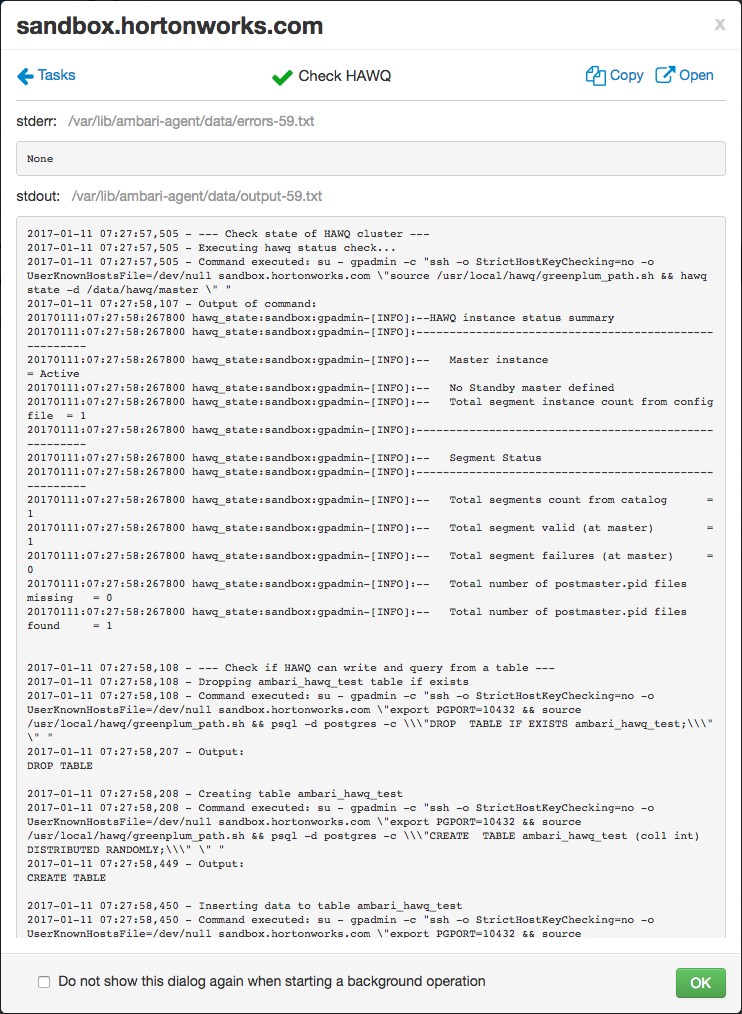 sandbox.hortonworks.com
x
Tasks
Check HAWQ
Copy
Open
stderr: /var/lib/ambari-agent/data/errors-59.txt
None
stdout: /var/lib/ambari-agent/data/output-59.txt
2017-01-11 07:27:57,505 - --- Check state of HAWQ cluster ---
2017-01-11 07:27:57,505 - Executing hawq status check...
2017-01-11 07:27:57,505 - Command executed: su - gpadmin -c "ssh -o StrictHostKeyChecking=no -o
UserKnownHostsFile=/dev/null sandbox.hortonworks.com \"source /usr/local/hawq/greenplum_path.sh && hawq
state -d /data/hawq/master \" "
2017-01-11 07:27:58,107 - Output of command:
20170111:07:27:58:267800 hawq_state:sandbox:gpadmin-[INFO]:--HAWQ instance status summary
20170111:07:27:58:267800 hawq_state:sandbox:gpadmin-[INFO]:----------------------------------------------
---------
20170111:07:27:58:267800 hawq_state:sandbox:gpadmin-[INFO]:--   Master instance
= Active
20170111:07:27:58:267800 hawq_state:sandbox:gpadmin-[INFO]:--   No Standby master defined
20170111:07:27:58:267800 hawq_state:sandbox:gpadmin-[INFO]:--   Total segment instance count from config
file  = 1
20170111:07:27:58:267800 hawq_state:sandbox:gpadmin-[INFO]:----------------------------------------------
---------
20170111:07:27:58:267800 hawq_state:sandbox:gpadmin-[INFO]:--   Segment Status
20170111:07:27:58:267800 hawq_state:sandbox:gpadmin-[INFO]:----------------------------------------------
---------
20170111:07:27:58:267800 hawq_state:sandbox:gpadmin-[INFO]:--   Total segments count from catalog      =
1
20170111:07:27:58:267800 hawq_state:sandbox:gpadmin-[INFO]:--   Total segment valid (at master)        =
1
20170111:07:27:58:267800 hawq_state:sandbox:gpadmin-[INFO]:--   Total segment failures (at master)     =
0
20170111:07:27:58:267800 hawq_state:sandbox:gpadmin-[INFO]:--   Total number of postmaster.pid files
missing   = 0
20170111:07:27:58:267800 hawq_state:sandbox:gpadmin-[INFO]:--   Total number of postmaster.pid files
found     = 1
2017-01-11 07:27:58,108 - --- Check if HAWQ can write and query from a table ---
2017-01-11 07:27:58,108 - Dropping ambari_hawq_test table if exists
2017-01-11 07:27:58,108 - Command executed: su - gpadmin -c "ssh -o StrictHostKeyChecking=no -o
UserKnownHostsFile=/dev/null sandbox.hortonworks.com \"export PGPORT=10432 && source
/usr/local/hawq/greenplum_path.sh && psql -d postgres -c \\\"DROP  TABLE IF EXISTS ambari_hawq_test;\\\"
\" "
2017-01-11 07:27:58,207 - Output:
DROP TABLE
2017-01-11 07:27:58,208 - Creating table ambari_hawq_test
2017-01-11 07:27:58,208 - Command executed: su - gpadmin -c "ssh -o StrictHostKeyChecking=no -o
UserKnownHostsFile=/dev/null sandbox.hortonworks.com \"export PGPORT=10432 && source
/usr/local/hawq/greenplum_path.sh && psql -d postgres -c \\\"CREATE  TABLE ambari_hawq_test (col1 int)
DISTRIBUTED RANDOMLY;\\\" \" "
2017-01-11 07:27:58,449 - Output:
CREATE TABLE
2017-01-11 07:27:58,450 - Inserting data to table ambari_hawq_test
2017-01-11 07:27:58,450 - Command executed: su - gpadmin -c "ssh -o StrictHostKeyChecking=no -o
UserKnownHostsFile=/dev/null sandbox.hortonworks.com \"export PGPORT=10432 && source
Do not show this dialog again when starting a background operation
OK